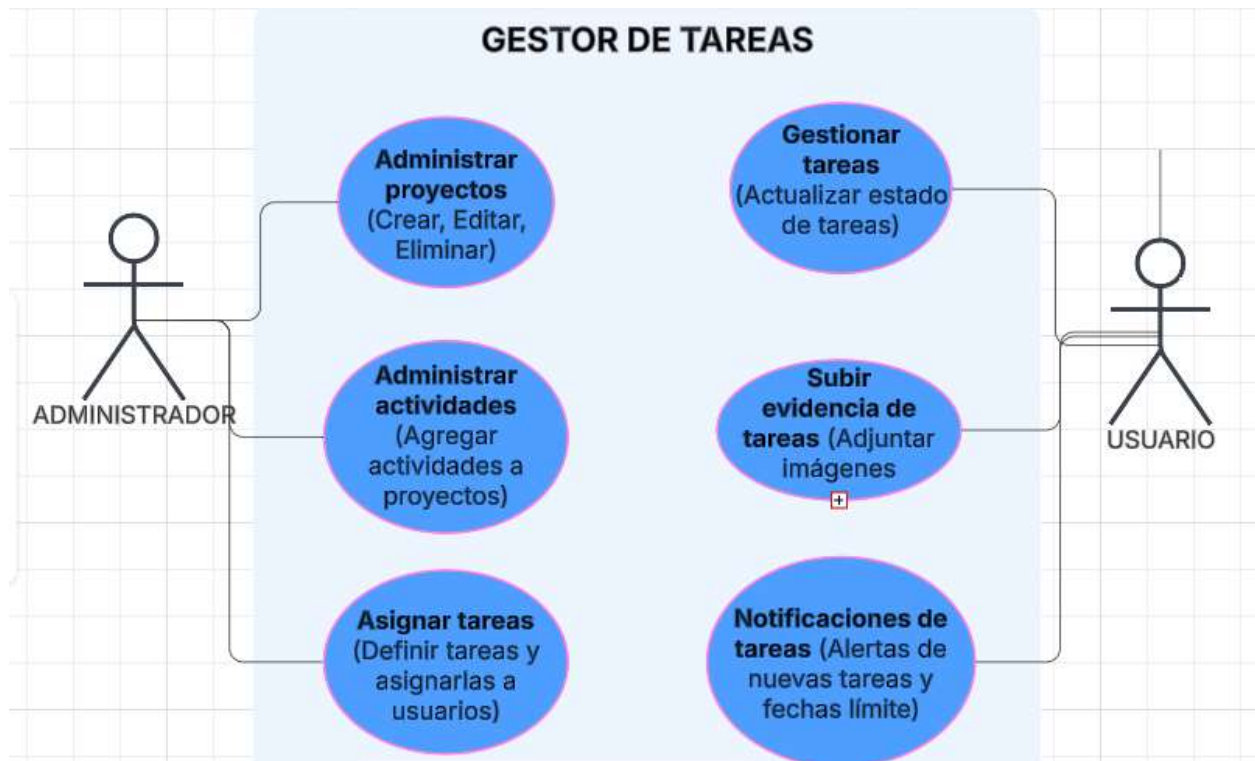 GESTOR DE TAREAS
Administrar
proyectos
(Crear, Editar,
Eliminar)
Administrar
actividades
(Agregar
actividades a
proyectos)
Asignar tareas
(Definir tareas y
asignarlas a
usuarios)
Gestionar
tareas
(Actualizar estado
de tareas)
Subir
evidencia de
tareas (Adjuntar
imágenes
Notificaciones de
tareas (Alertas de
nuevas tareas y
fechas límite)
ADMINISTRADOR
USUARIO